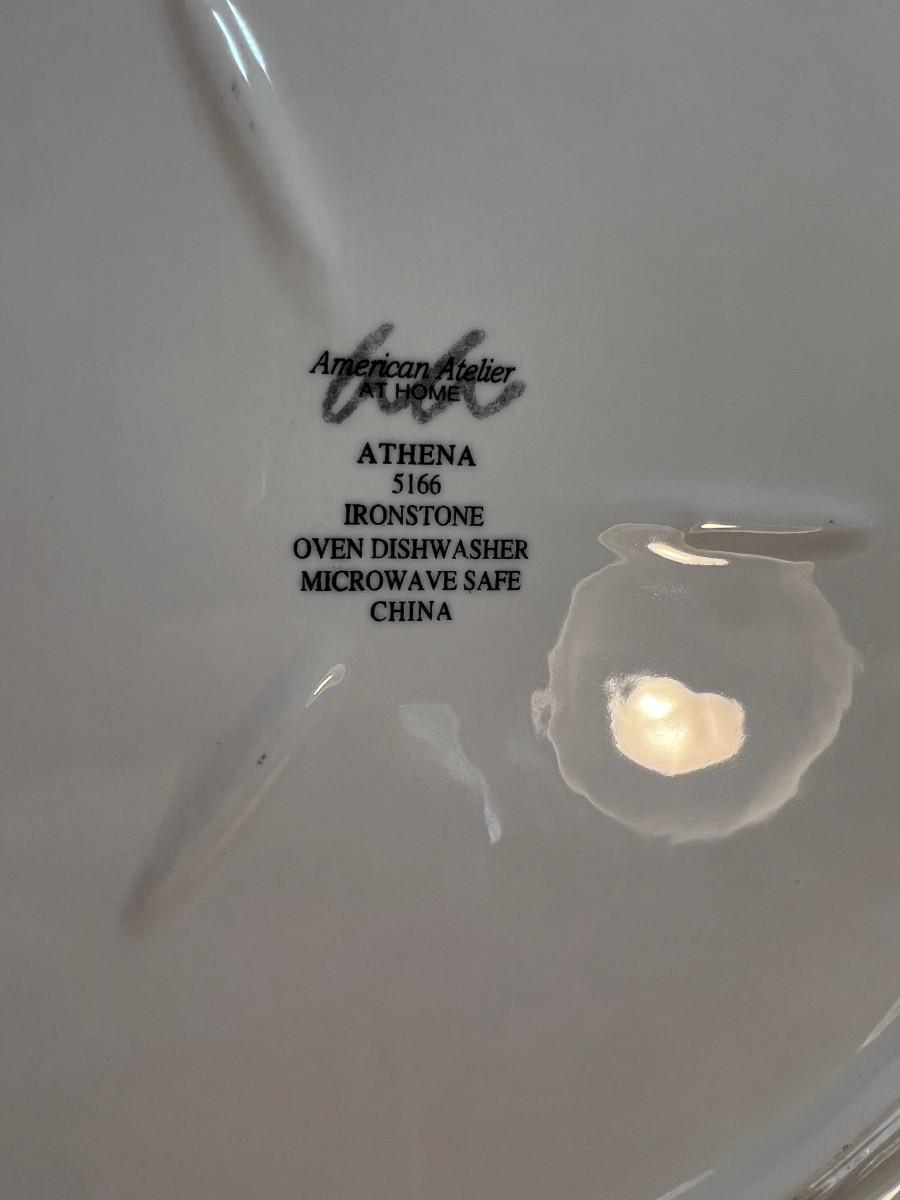 American Atelier
AT HOME
ATHENA
5166
IRONSTONE
OVEN DISHWASHER
MICROWAVE SAFE
CHINA